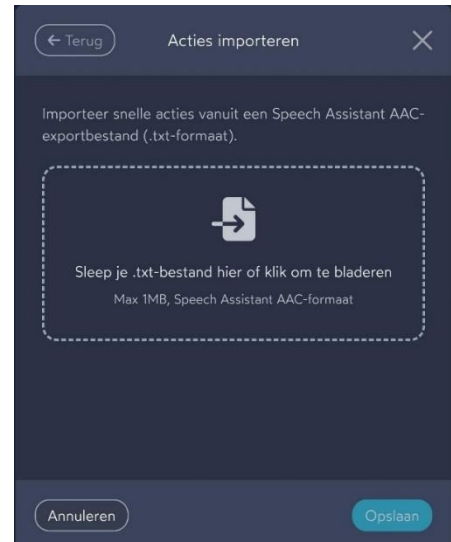 ← Terug
Acties importeren
Importeer snelle acties vanuit een Speech Assistant AAC-
exportbestand (.txt-formaat).
Sleep je .txt-bestand hier of klik om te bladeren
Max 1MB, Speech Assistant AAC-formaat
Annuleren
Opslaan